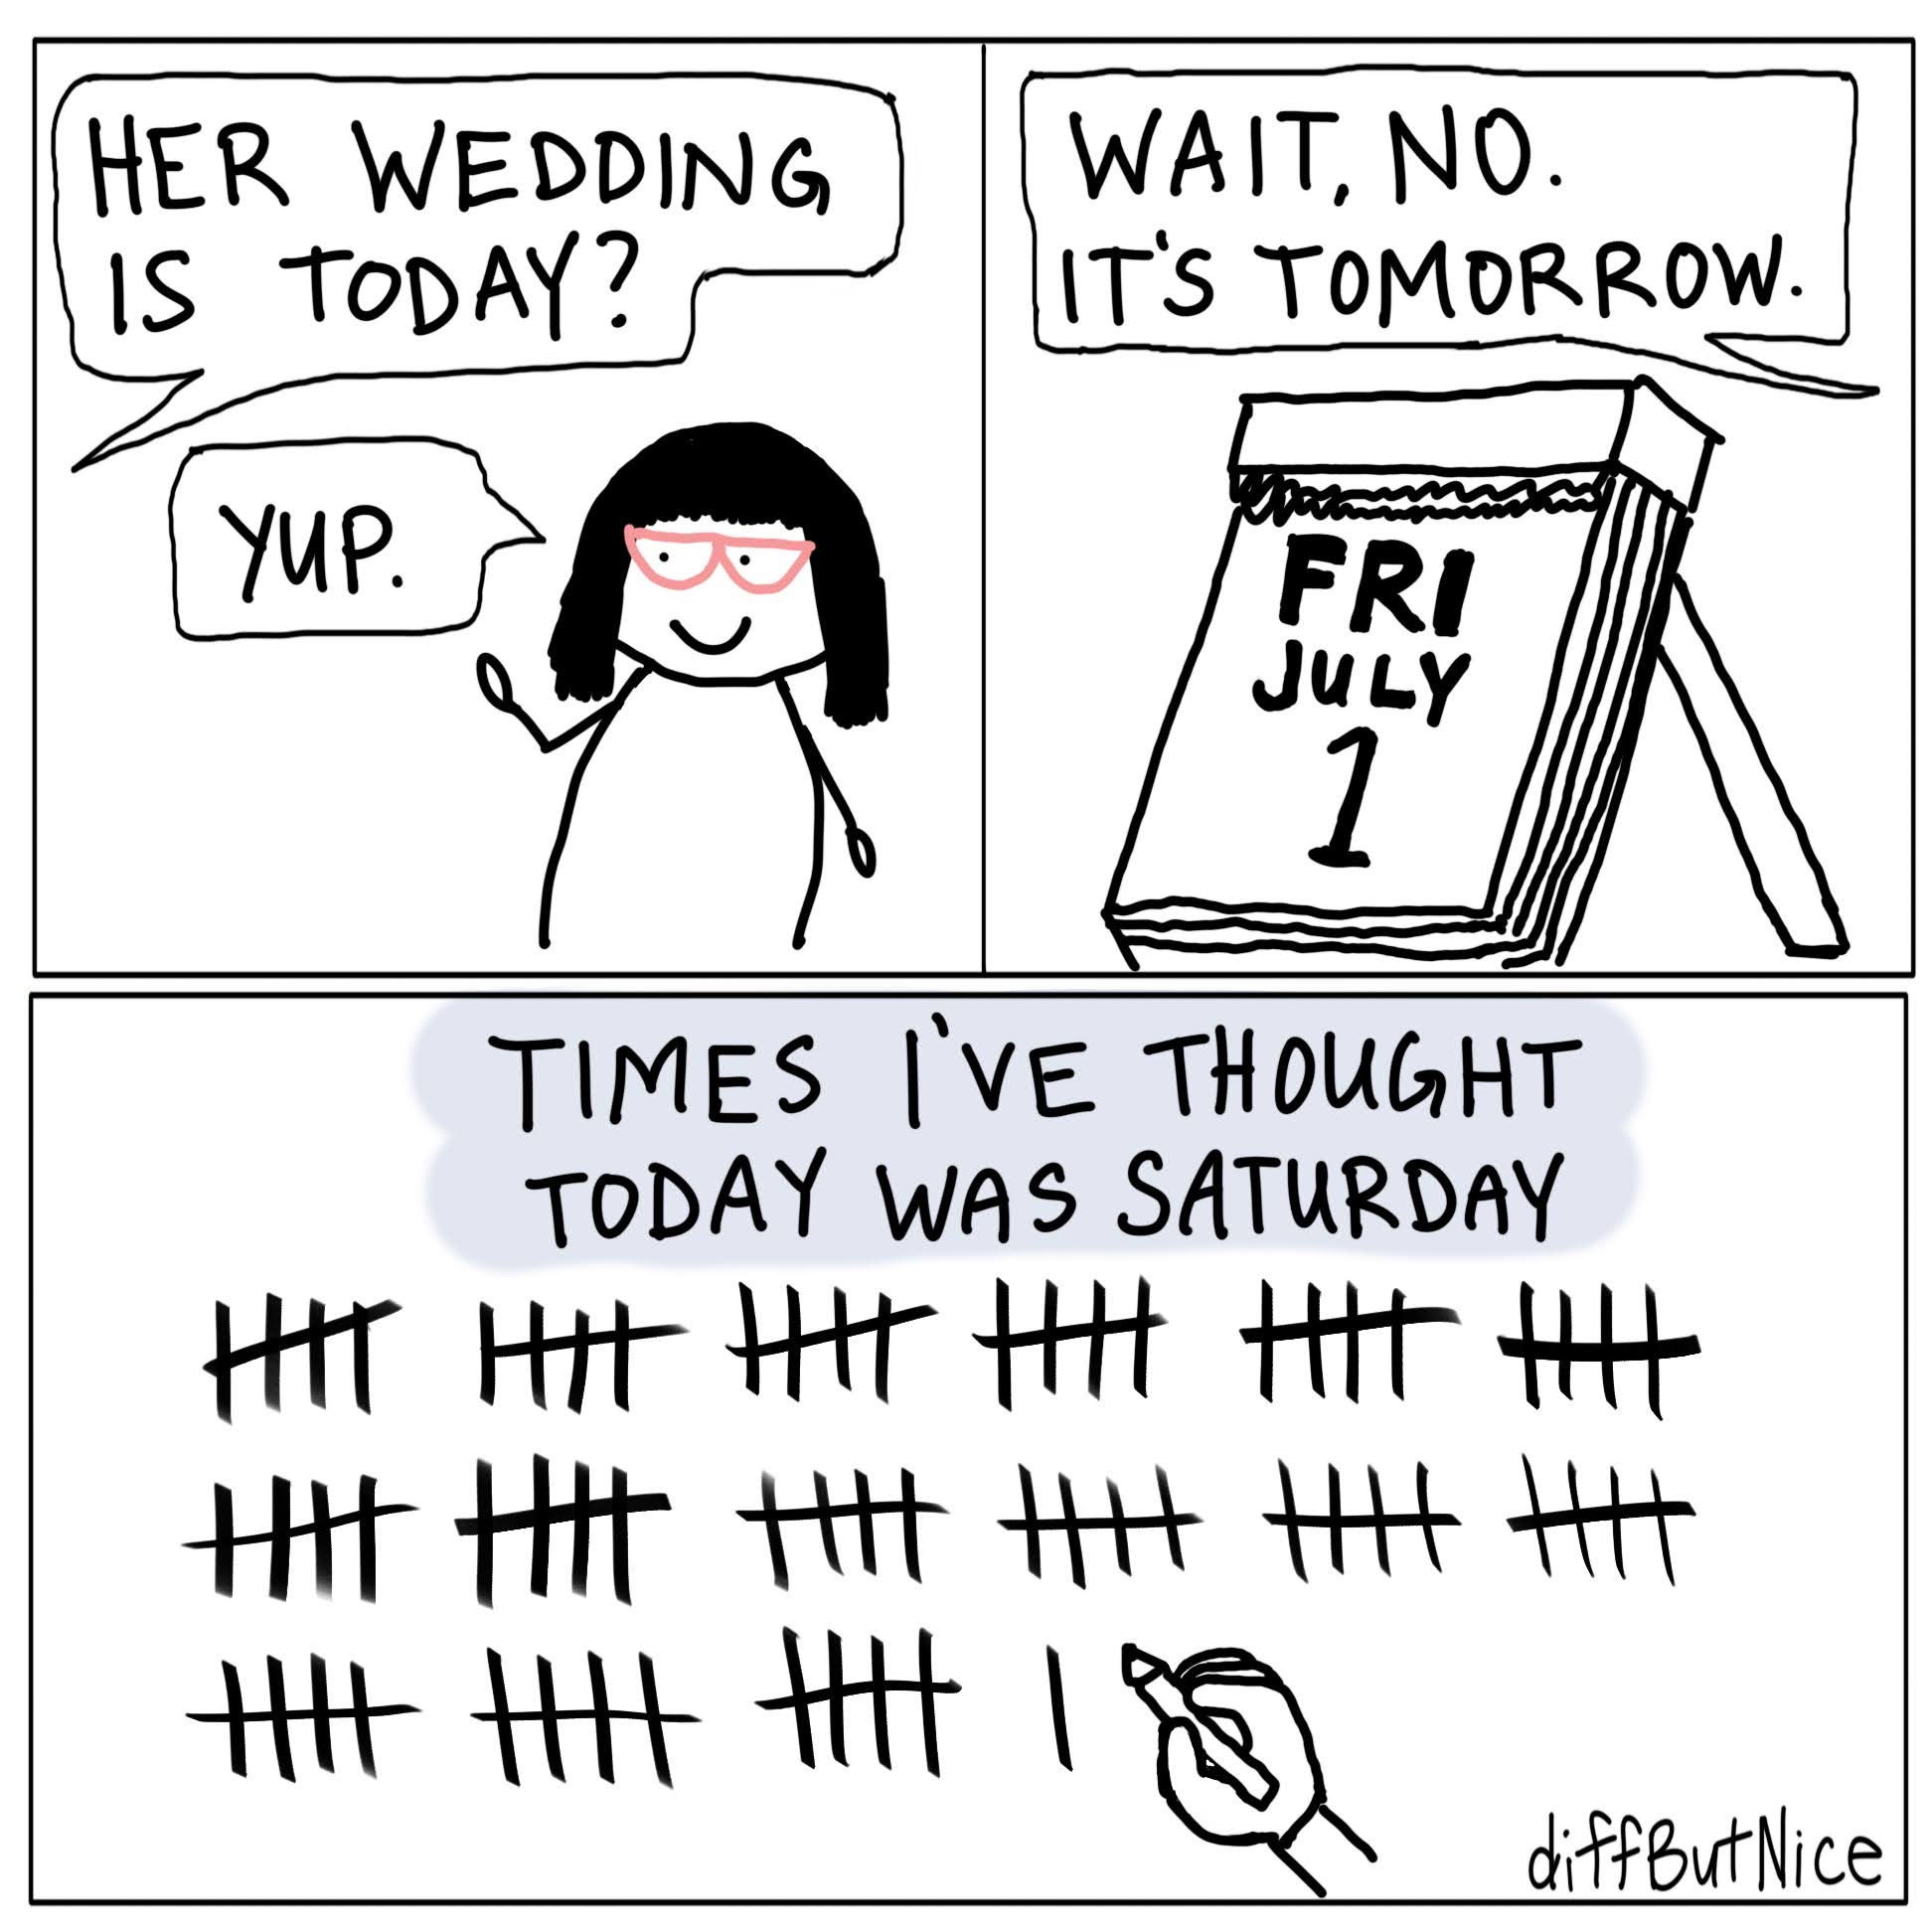 HER WEDDING
IS TODAY?
YUP.
WAIT, NO.
IT'S TOMORROW.
FRI
JULY
1
TIMES I'VE THOUGHT
TODAY WAS SATURDAY
diffButNice